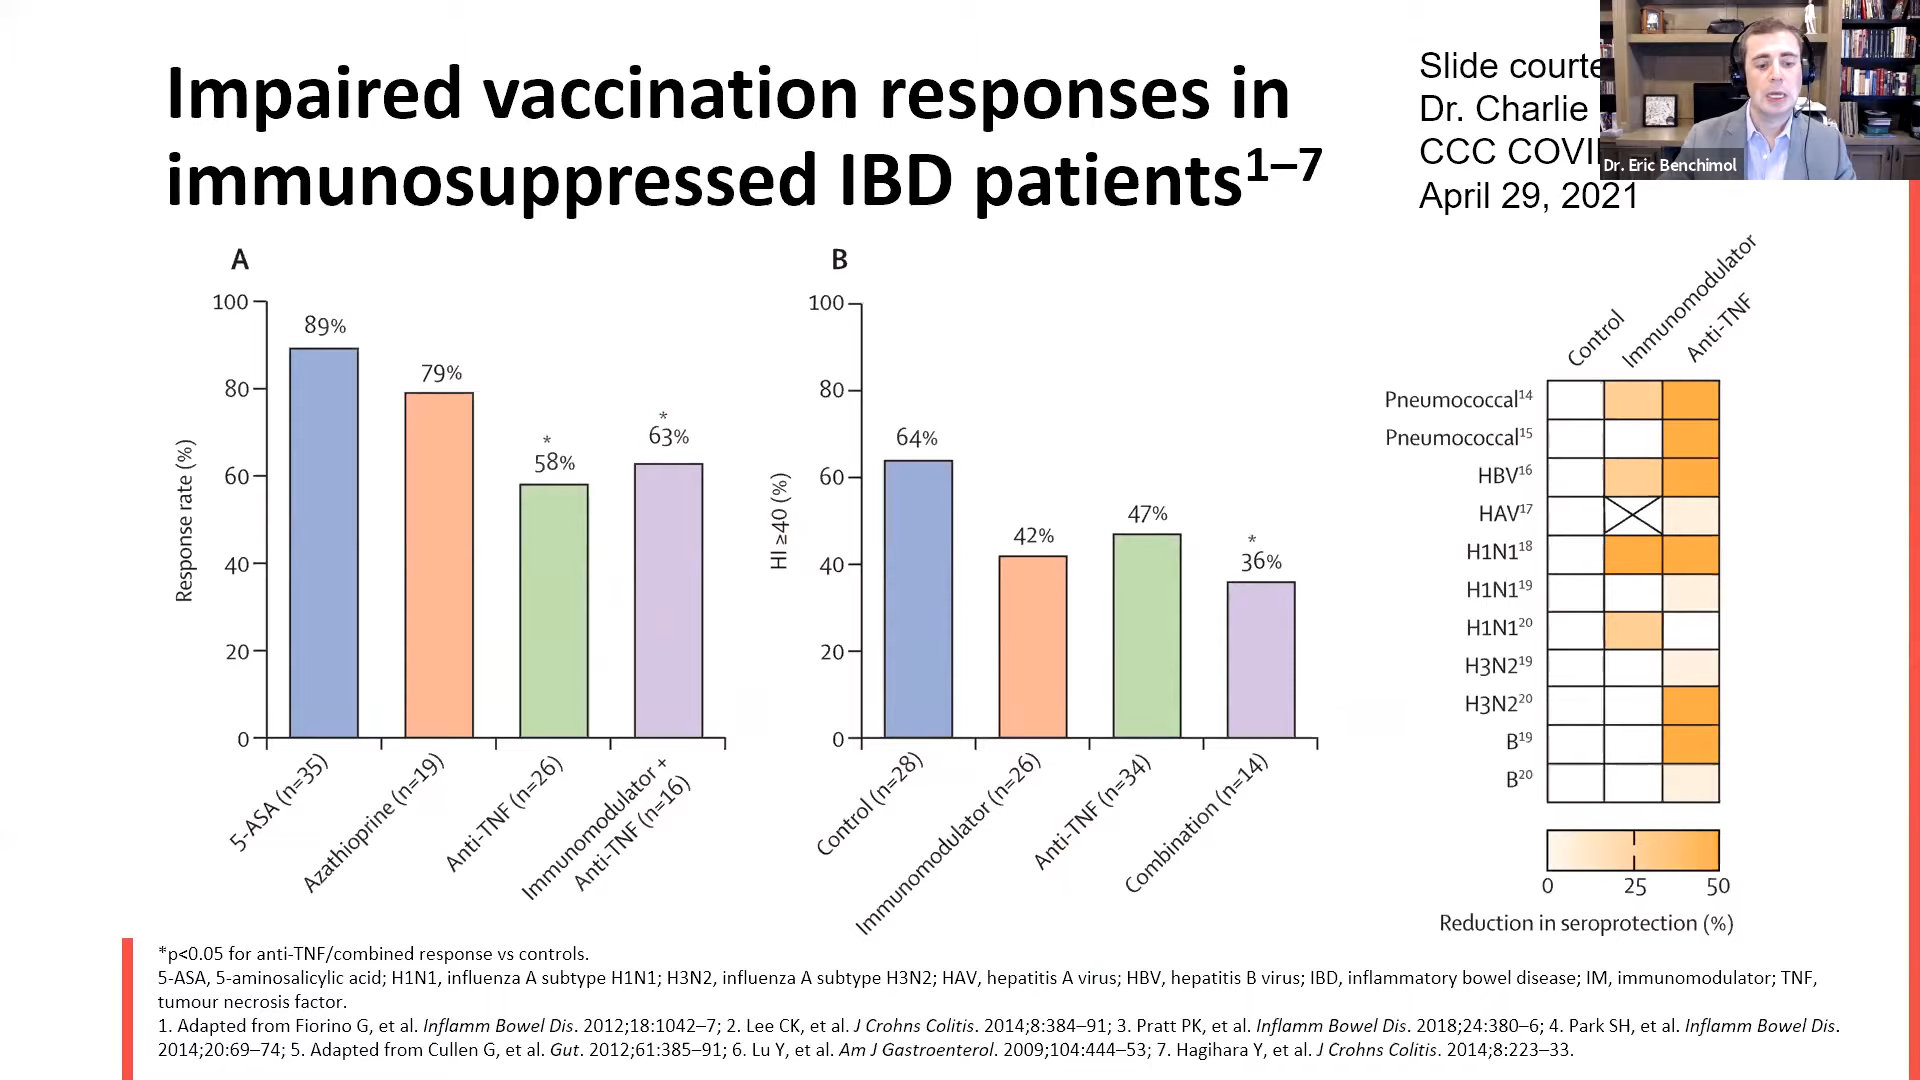 Impaired vaccination responses in
immunosuppressed IBD patients1–7
Slide
Dr. Charlie
CCC
April 29, 2021
Dr. Eric Benchimol
A
Response rate (%)
100
80
60
40
20
0
89%
79%
*
58%
*
63%
5-ASA (n=35)
Azathioprine (n=19)
Anti-TNF (n=26)
Immunomodulator +
Anti-TNF (n=16)
B
HI ≥40 (%)
100
80
60
40
20
0
64%
42%
47%
*
36%
Control (n=28)
Immunomodulator (n=26)
Anti-TNF (n=34)
Combination (n=14)
Control
Immunomodulator
Anti-TNF
Pneumococcal14
Pneumococcal15
HBV16
HAV17
H1N118
H1N119
H1N120
H3N219
H3N220
B19
B20
0 25 50
Reduction in seroprotection (%)
*p<0.05 for anti-TNF/combined response vs controls.
5-ASA, 5-aminosalicylic acid; H1N1, influenza A subtype H1N1; H3N2, influenza A subtype H3N2; HAV, hepatitis A virus; HBV, hepatitis B virus; IBD, inflammatory bowel disease; IM, immunomodulator; TNF,
tumour necrosis factor.
1. Adapted from Fiorino G, et al. Inflamm Bowel Dis. 2012;18:1042–7; 2. Lee CK, et al. J Crohns Colitis. 2014;8:384–91; 3. Pratt PK, et al. Inflamm Bowel Dis. 2018;24:380–6; 4. Park SH, et al. Inflamm Bowel Dis.
2014;20:69–74; 5. Adapted from Cullen G, et al. Gut. 2012;61:385–91; 6. Lu Y, et al. Am J Gastroenterol. 2009;104:444–53; 7. Hagihara Y, et al. J Crohns Colitis. 2014;8:223–33.